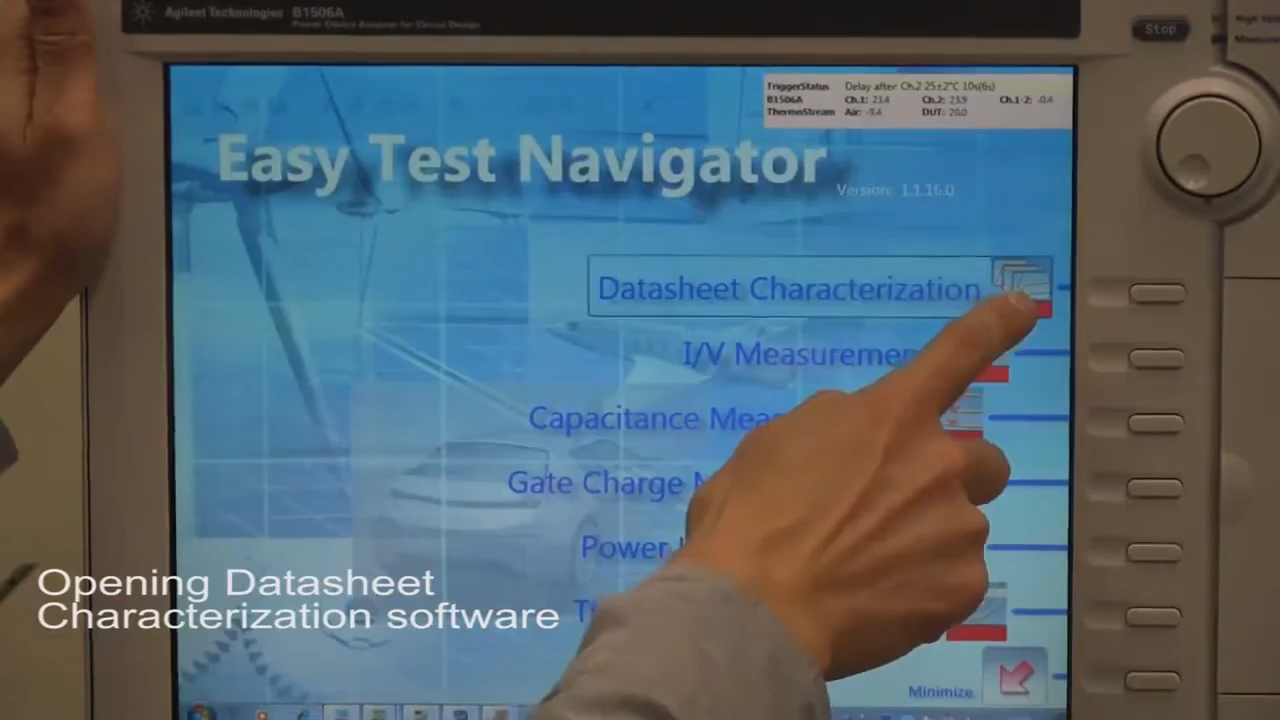 Agilent Technologies B1506A
Power Device Analyzer for Circuit Design
Stop
TriggerStatus Delay after Ch.2 25±2°C 10s(6s)
B1506A Ch.1: 23.4 Ch.2: 23.9 Ch.1-2: -0.4
ThermoStream Air: -9.4 DUT: 20.0
Easy Test Navigator
Version: 1.1.16.0
Datasheet Characterization
I/V Measuremen
Capacitance Mea
Gate Charge
Power
Opening Datasheet
Characterization software
Minimize